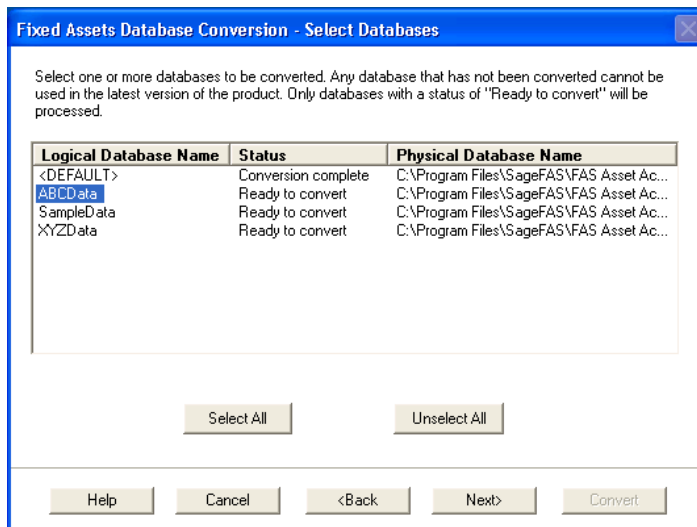 Fixed Assets Database Conversion - Select Databases
Select one or more databases to be converted. Any database that has not been converted cannot be
used in the latest version of the product. Only databases with a status of "Ready to convert" will be
processed.
Logical Database Name Status Physical Database Name
<DEFAULT> Conversion complete C:\Program Files\SageFAS\FAS Asset Ac...
ABCData Ready to convert C:\Program Files\SageFAS\FAS Asset Ac...
SampleData Ready to convert C:\Program Files\SageFAS\FAS Asset Ac...
XYZData Ready to convert C:\Program Files\SageFAS\FAS Asset Ac...
Select All Unselect All
Help Cancel <Back Next> Convert